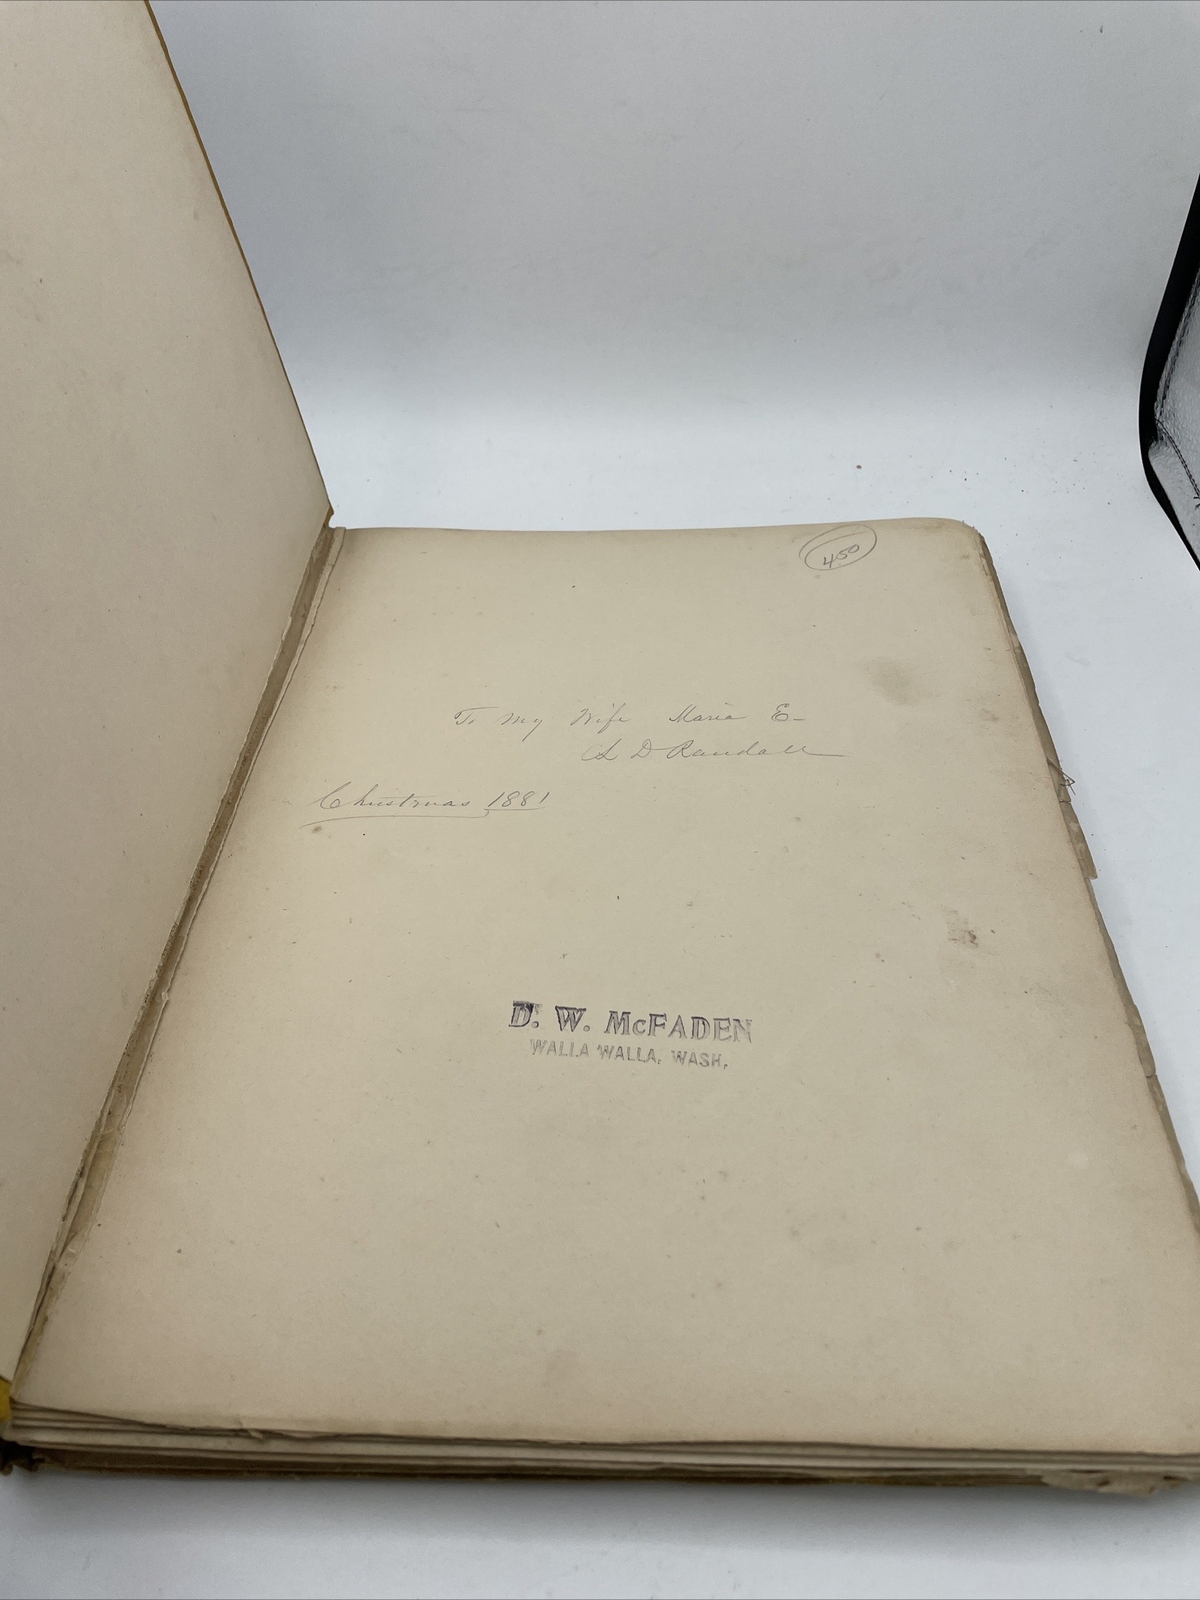 450
To My Wife Maria E-
L D Randall
Christmas 1881
D. W. McFADEN
WALLA WALLA, WASH.